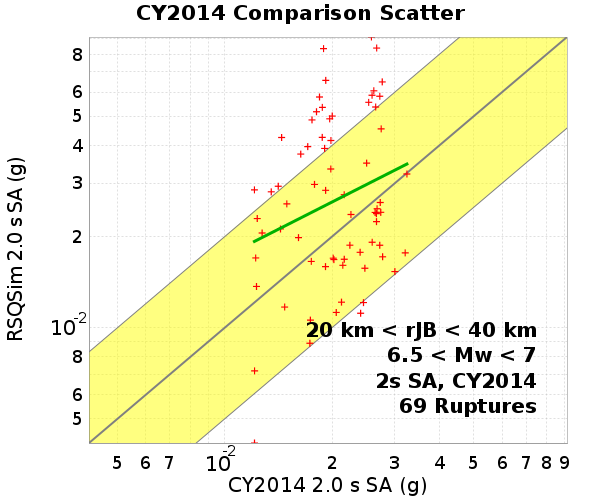 CY2014 Comparison Scatter
8
6
5
4
3
2
10-2
8
6
5
RSQSim 2.0 s SA (g)
20 km < rJB < 40 km
6.5 < Mw < 7
2s SA, CY2014
69 Ruptures
5 6 7 10-2 2 3 4 5 6 7 8 9
CY2014 2.0 s SA (g)